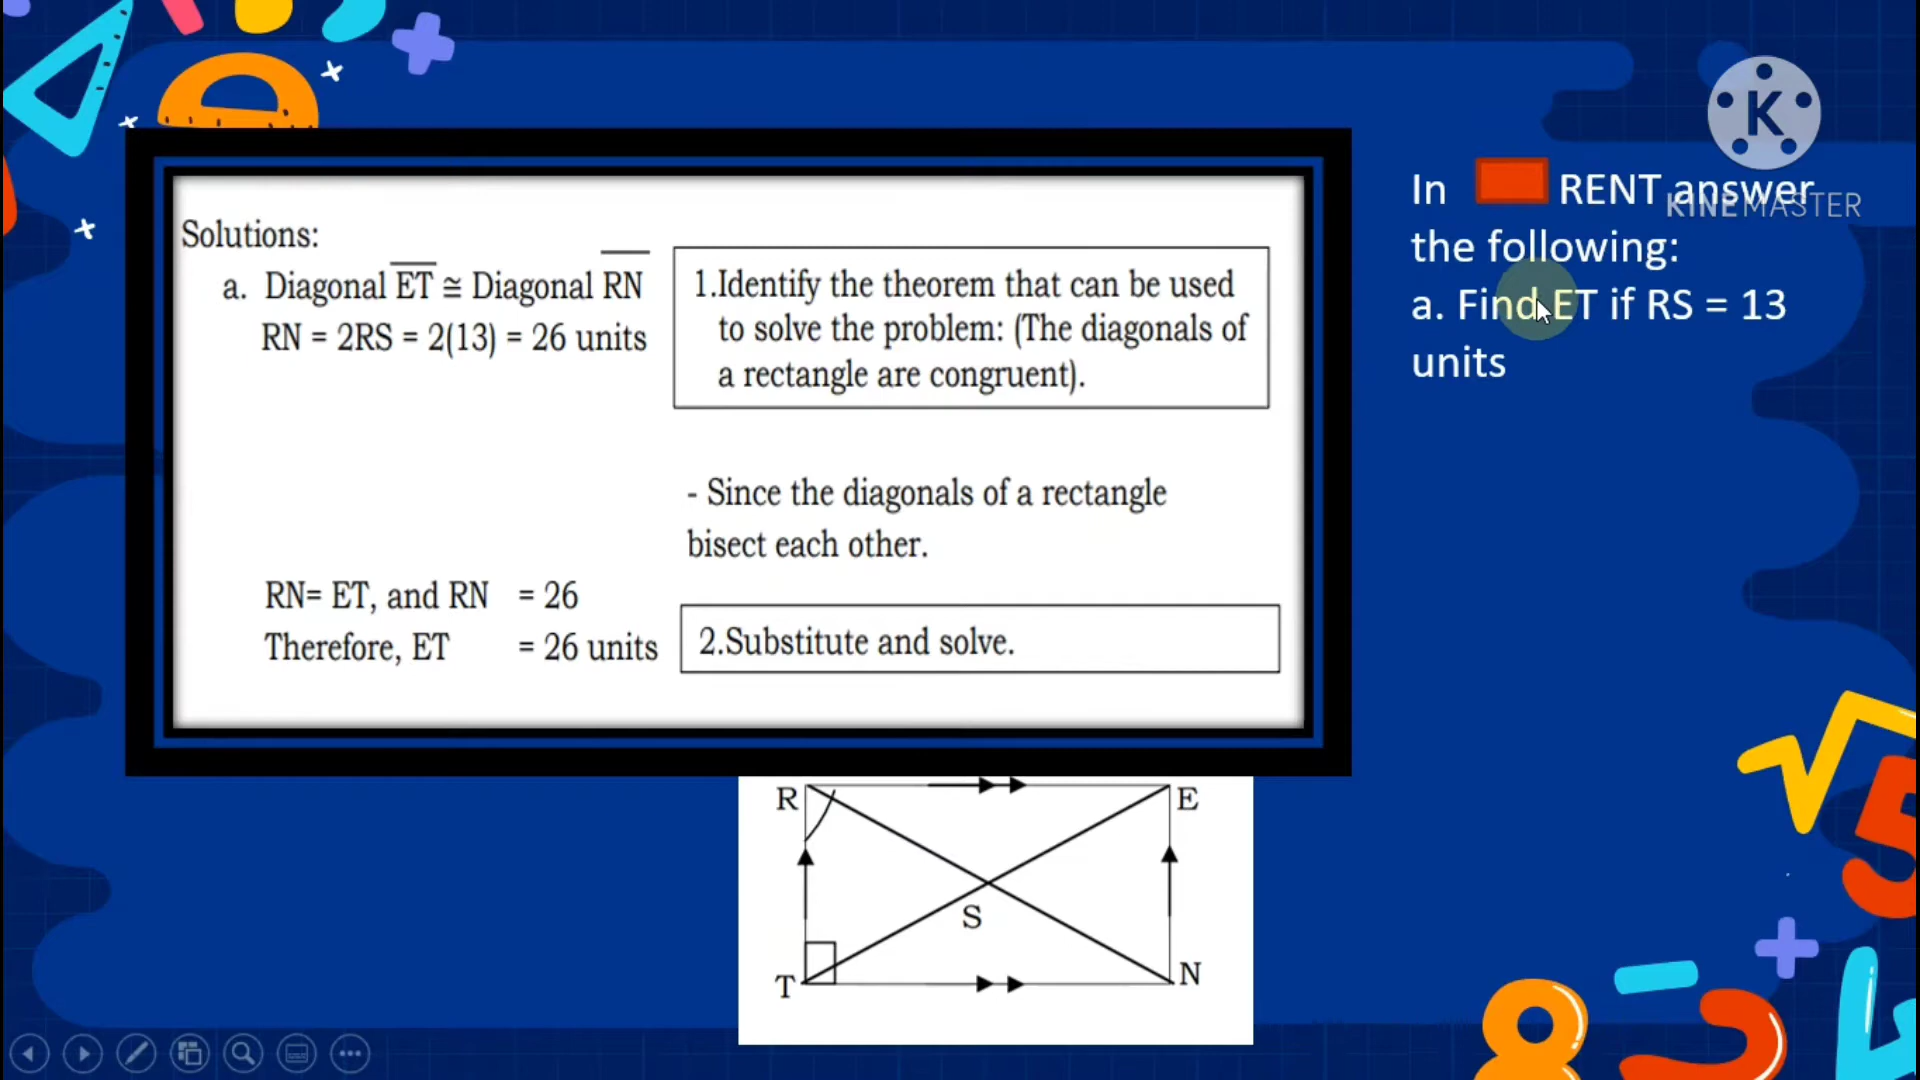 Solutions:
a. Diagonal ET ≅ Diagonal RN
RN = 2RS = 2(13) = 26 units
1.Identify the theorem that can be used
to solve the problem: (The diagonals of
a rectangle are congruent).
- Since the diagonals of a rectangle
bisect each other.
RN= ET, and RN = 26
Therefore, ET = 26 units
2.Substitute and solve.
In RENT answer
the following:
a. Find ET if RS = 13
units
K
KINEMASTER
R
E
S
T
N
5
8